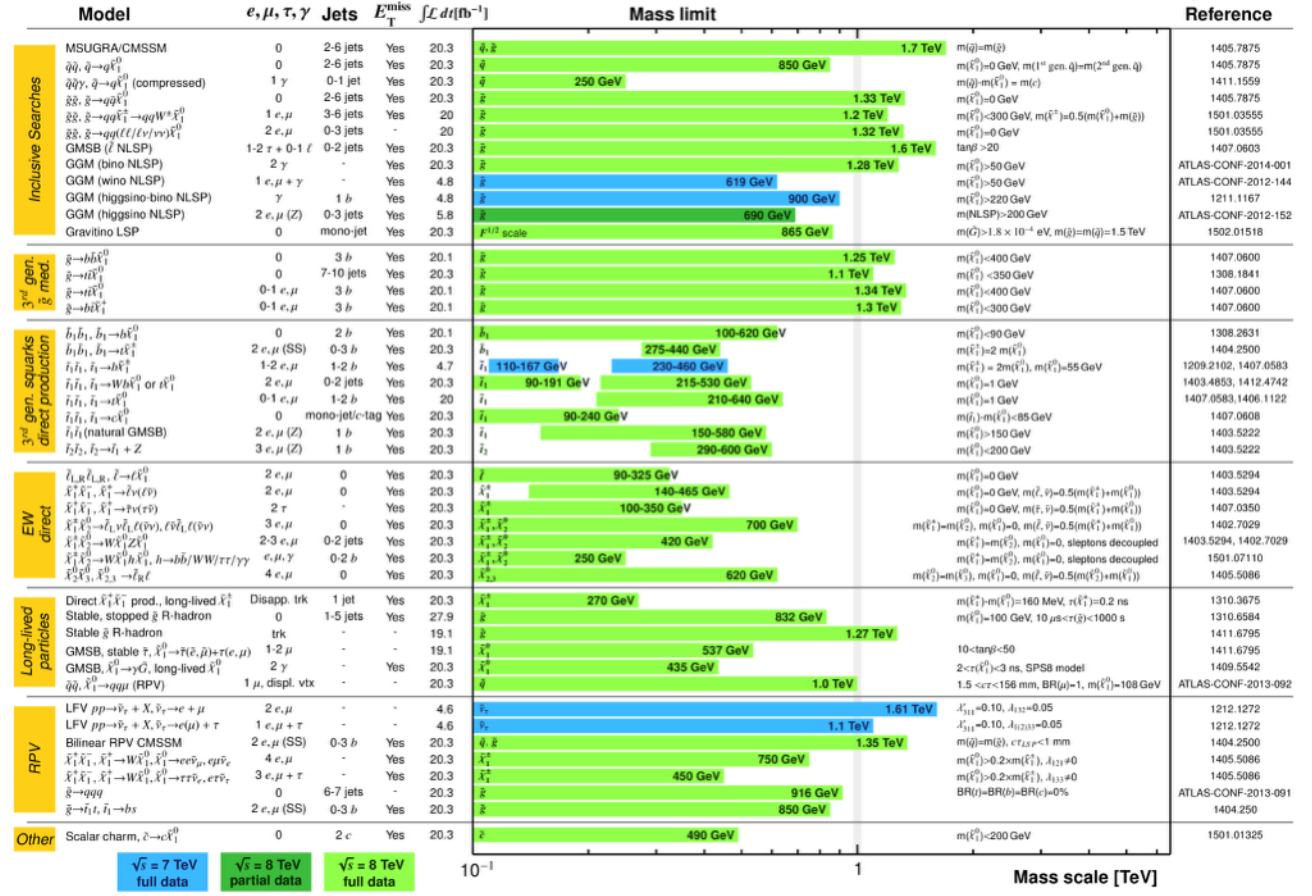 Model e, μ, τ, γ Jets E_T^miss ∫L dt[fb⁻¹] Mass limit Reference
Inclusive Searches
MSUGRA/CMSSM 0 2-6 jets Yes 20.3 q̃, g̃ 1.7 TeV m(q̃)=m(g̃) 1405.7875
q̃q̃, q̃→qχ̃₁⁰ 0 2-6 jets Yes 20.3 q̃ 850 GeV m(χ̃₁⁰)=0 GeV, m(1ˢᵗ gen. q̃)=m(2ⁿᵈ gen. q̃) 1405.7875
q̃q̃γ, q̃→qχ̃₁⁰ (compressed) 1 γ 0-1 jet Yes 20.3 q̃ 250 GeV m(q̃)-m(χ̃₁⁰) = m(c) 1411.1559
g̃g̃, g̃→qq̄χ̃₁⁰ 0 2-6 jets Yes 20.3 g̃ 1.33 TeV m(χ̃₁⁰)=0 GeV 1405.7875
g̃g̃, g̃→qqχ̃₁±→qqW±χ̃₁⁰ 1 e, μ 3-6 jets Yes 20 g̃ 1.2 TeV m(χ̃₁⁰)<300 GeV, m(χ̃±)=0.5(m(χ̃₁⁰)+m(g̃)) 1501.03555
g̃g̃, g̃→qq(ℓℓ/ℓν/νν)χ̃₁⁰ 2 e, μ 0-3 jets - 20 g̃ 1.32 TeV m(χ̃₁⁰)=0 GeV 1501.03555
GMSB (ℓ̃ NLSP) 1-2 τ + 0-1 ℓ 0-2 jets Yes 20.3 g̃ 1.6 TeV tanβ >20 1407.0603
GGM (bino NLSP) 2 γ - Yes 20.3 g̃ 1.28 TeV m(χ̃₁⁰)>50 GeV ATLAS-CONF-2014-001
GGM (wino NLSP) 1 e, μ + γ - Yes 4.8 g̃ 619 GeV m(χ̃₁⁰)>50 GeV ATLAS-CONF-2012-144
GGM (higgsino-bino NLSP) γ 1 b Yes 4.8 g̃ 900 GeV m(χ̃₁⁰)>220 GeV 1211.1167
GGM (higgsino NLSP) 2 e, μ (Z) 0-3 jets Yes 5.8 g̃ 690 GeV m(NLSP)>200 GeV ATLAS-CONF-2012-152
Gravitino LSP 0 mono-jet Yes 20.3 F^1/2 scale 865 GeV m(G̃)>1.8 × 10⁻⁴ eV, m(g̃)=m(q̃)=1.5 TeV 1502.01518
3rd gen. g̃ med.
g̃→bb̄χ̃₁⁰ 0 3 b Yes 20.1 g̃ 1.25 TeV m(χ̃₁⁰)<400 GeV 1407.0600
g̃→tt̄χ̃₁⁰ 0 7-10 jets Yes 20.3 g̃ 1.1 TeV m(χ̃₁⁰) <350 GeV 1308.1841
g̃→tt̄χ̃₁⁰ 0-1 e, μ 3 b Yes 20.1 g̃ 1.34 TeV m(χ̃₁⁰)<400 GeV 1407.0600
g̃→bt̄χ̃₁⁺ 0-1 e, μ 3 b Yes 20.1 g̃ 1.3 TeV m(χ̃₁⁰)<300 GeV 1407.0600
3rd gen. squarks direct production
b̃₁b̃₁, b̃₁→bχ̃₁⁰ 0 2 b Yes 20.1 b̃₁ 100-620 GeV m(χ̃₁⁰)<90 GeV 1308.2631
b̃₁b̃₁, b̃₁→tχ̃₁± 2 e, μ (SS) 0-3 b Yes 20.3 b̃₁ 275-440 GeV m(χ̃₁±)=2 m(χ̃₁⁰) 1404.2500
t̃₁t̃₁, t̃₁→bχ̃₁± 1-2 e, μ 1-2 b Yes 4.7 t̃₁ 110-167 GeV 230-460 GeV m(χ̃₁±) = 2m(χ̃₁⁰), m(χ̃₁⁰)=55 GeV 1209.2102, 1407.0583
t̃₁t̃₁, t̃₁→Wbχ̃₁⁰ or tχ̃₁⁰ 2 e, μ 0-2 jets Yes 20.3 t̃₁ 90-191 GeV 215-530 GeV m(χ̃₁⁰)=1 GeV 1403.4853, 1412.4742
t̃₁t̃₁, t̃₁→tχ̃₁⁰ 0-1 e, μ 1-2 b Yes 20 t̃₁ 210-640 GeV m(χ̃₁⁰)=1 GeV 1407.0583,1406.1122
t̃₁t̃₁, t̃₁→cχ̃₁⁰ 0 mono-jet/c-tag Yes 20.3 t̃₁ 90-240 GeV m(t̃₁)-m(χ̃₁⁰)<85 GeV 1407.0608
t̃₁t̃₁(natural GMSB) 2 e, μ (Z) 1 b Yes 20.3 t̃₁ 150-580 GeV m(χ̃₁⁰)>150 GeV 1403.5222
t̃₂t̃₂, t̃₂→t̃₁ + Z 3 e, μ (Z) 1 b Yes 20.3 t̃₂ 290-600 GeV m(χ̃₁⁰)<200 GeV 1403.5222
EW direct
ℓ̃_L,R ℓ̃_L,R, ℓ̃→ℓχ̃₁⁰ 2 e, μ 0 Yes 20.3 ℓ̃ 90-325 GeV m(χ̃₁⁰)=0 GeV 1403.5294
χ̃₁⁺χ̃₁⁻, χ̃₁⁺→ℓ̃ν(ℓν̃) 2 e, μ 0 Yes 20.3 χ̃₁± 140-465 GeV m(χ̃₁⁰)=0 GeV, m(ℓ̃, ν̃)=0.5(m(χ̃₁±)+m(χ̃₁⁰)) 1403.5294
χ̃₁⁺χ̃₁⁻, χ̃₁⁺→τ̃ν(τν̃) 2 τ - Yes 20.3 χ̃₁± 100-350 GeV m(χ̃₁⁰)=0 GeV, m(τ̃, ν̃)=0.5(m(χ̃₁±)+m(χ̃₁⁰)) 1407.0350
χ̃₁±χ̃₂⁰→ℓ̃_Lνℓ̃_Lℓ(ν̃ν), ℓν̃ℓ̃_Lℓ(ν̃ν) 3 e, μ 0 Yes 20.3 χ̃₁±, χ̃₂⁰ 700 GeV m(χ̃₁±)=m(χ̃₂⁰), m(χ̃₁⁰)=0, m(ℓ̃, ν̃)=0.5(m(χ̃₁±)+m(χ̃₁⁰)) 1402.7029
χ̃₁±χ̃₂⁰→Wχ̃₁⁰Zχ̃₁⁰ 2-3 e, μ 0-2 jets Yes 20.3 χ̃₁±, χ̃₂⁰ 420 GeV m(χ̃₁±)=m(χ̃₂⁰), m(χ̃₁⁰)=0, sleptons decoupled 1403.5294, 1402.7029
χ̃₁±χ̃₂⁰→Wχ̃₁⁰hχ̃₁⁰, h→bb̄/WW/ττ/γγ e, μ, γ 0-2 b Yes 20.3 χ̃₁±, χ̃₂⁰ 250 GeV m(χ̃₁±)=m(χ̃₂⁰), m(χ̃₁⁰)=0, sleptons decoupled 1501.07110
χ̃₂⁰χ̃₃⁰, χ̃₂,₃⁰→ℓ̃_Rℓ 4 e, μ 0 Yes 20.3 χ̃₂,₃⁰ 620 GeV m(χ̃₂⁰)=m(χ̃₃⁰), m(χ̃₁⁰)=0, m(ℓ̃, ν̃)=0.5(m(χ̃₂⁰)+m(χ̃₁⁰)) 1405.5086
Long-lived particles
Direct χ̃₁⁺χ̃₁⁻ prod., long-lived χ̃₁± Disapp. trk 1 jet Yes 20.3 χ̃₁± 270 GeV m(χ̃₁±)-m(χ̃₁⁰)=160 MeV, τ(χ̃₁±)=0.2 ns 1310.3675
Stable, stopped g̃ R-hadron 0 1-5 jets Yes 27.9 g̃ 832 GeV m(χ̃₁⁰)=100 GeV, 10 μs<τ(g̃)<1000 s 1310.6584
Stable g̃ R-hadron trk - - 19.1 g̃ 1.27 TeV 1411.6795
GMSB, stable τ̃, χ̃₁⁰→τ̃(ẽ, μ̃)+τ(e, μ) 1-2 μ - - 19.1 χ̃₁⁰ 537 GeV 10<tanβ<50 1411.6795
GMSB, χ̃₁⁰→γG̃, long-lived χ̃₁⁰ 2 γ - Yes 20.3 χ̃₁⁰ 435 GeV 2<τ(χ̃₁⁰)<3 ns, SPS8 model 1409.5542
q̃q̃, χ̃₁⁰→qqμ (RPV) 1 μ, displ. vtx - - 20.3 q̃ 1.0 TeV 1.5 <cτ<156 mm, BR(μ)=1, m(χ̃₁⁰)=108 GeV ATLAS-CONF-2013-092
RPV
LFV pp→ν̃_τ + X, ν̃_τ→e + μ 2 e, μ - - 4.6 ν̃_τ 1.61 TeV λ′₃₁₁=0.10, λ₁₃₂=0.05 1212.1272
LFV pp→ν̃_τ + X, ν̃_τ→e(μ) + τ 1 e, μ + τ - - 4.6 ν̃_τ 1.1 TeV λ′₃₁₁=0.10, λ₁₍₂₎₃₃=0.05 1212.1272
Bilinear RPV CMSSM 2 e, μ (SS) 0-3 b Yes 20.3 q̃, g̃ 1.35 TeV m(q̃)=m(g̃), cτ_LSP<1 mm 1404.2500
χ̃₁⁺χ̃₁⁻, χ̃₁⁺→Wχ̃₁⁰, χ̃₁⁰→eeν̃_μ, eμν̃_e 4 e, μ - Yes 20.3 χ̃₁± 750 GeV m(χ̃₁⁰)>0.2×m(χ̃₁±), λ₁₂₁≠0 1405.5086
χ̃₁⁺χ̃₁⁻, χ̃₁⁺→Wχ̃₁⁰, χ̃₁⁰→ττν̃_e, eτν̃_τ 3 e, μ + τ - Yes 20.3 χ̃₁± 450 GeV m(χ̃₁⁰)>0.2×m(χ̃₁±), λ₁₃₃≠0 1405.5086
g̃→qqq 0 6-7 jets - 20.3 g̃ 916 GeV BR(t)=BR(b)=BR(c)=0% ATLAS-CONF-2013-091
g̃→t̃₁t, t̃₁→bs 2 e, μ (SS) 0-3 b Yes 20.3 g̃ 850 GeV 1404.250
Other
Scalar charm, c̃→cχ̃₁⁰ 0 2 c Yes 20.3 c̃ 490 GeV m(χ̃₁⁰)<200 GeV 1501.01325
√s = 7 TeV full data
√s = 8 TeV partial data
√s = 8 TeV full data
10⁻¹ 1 Mass scale [TeV]